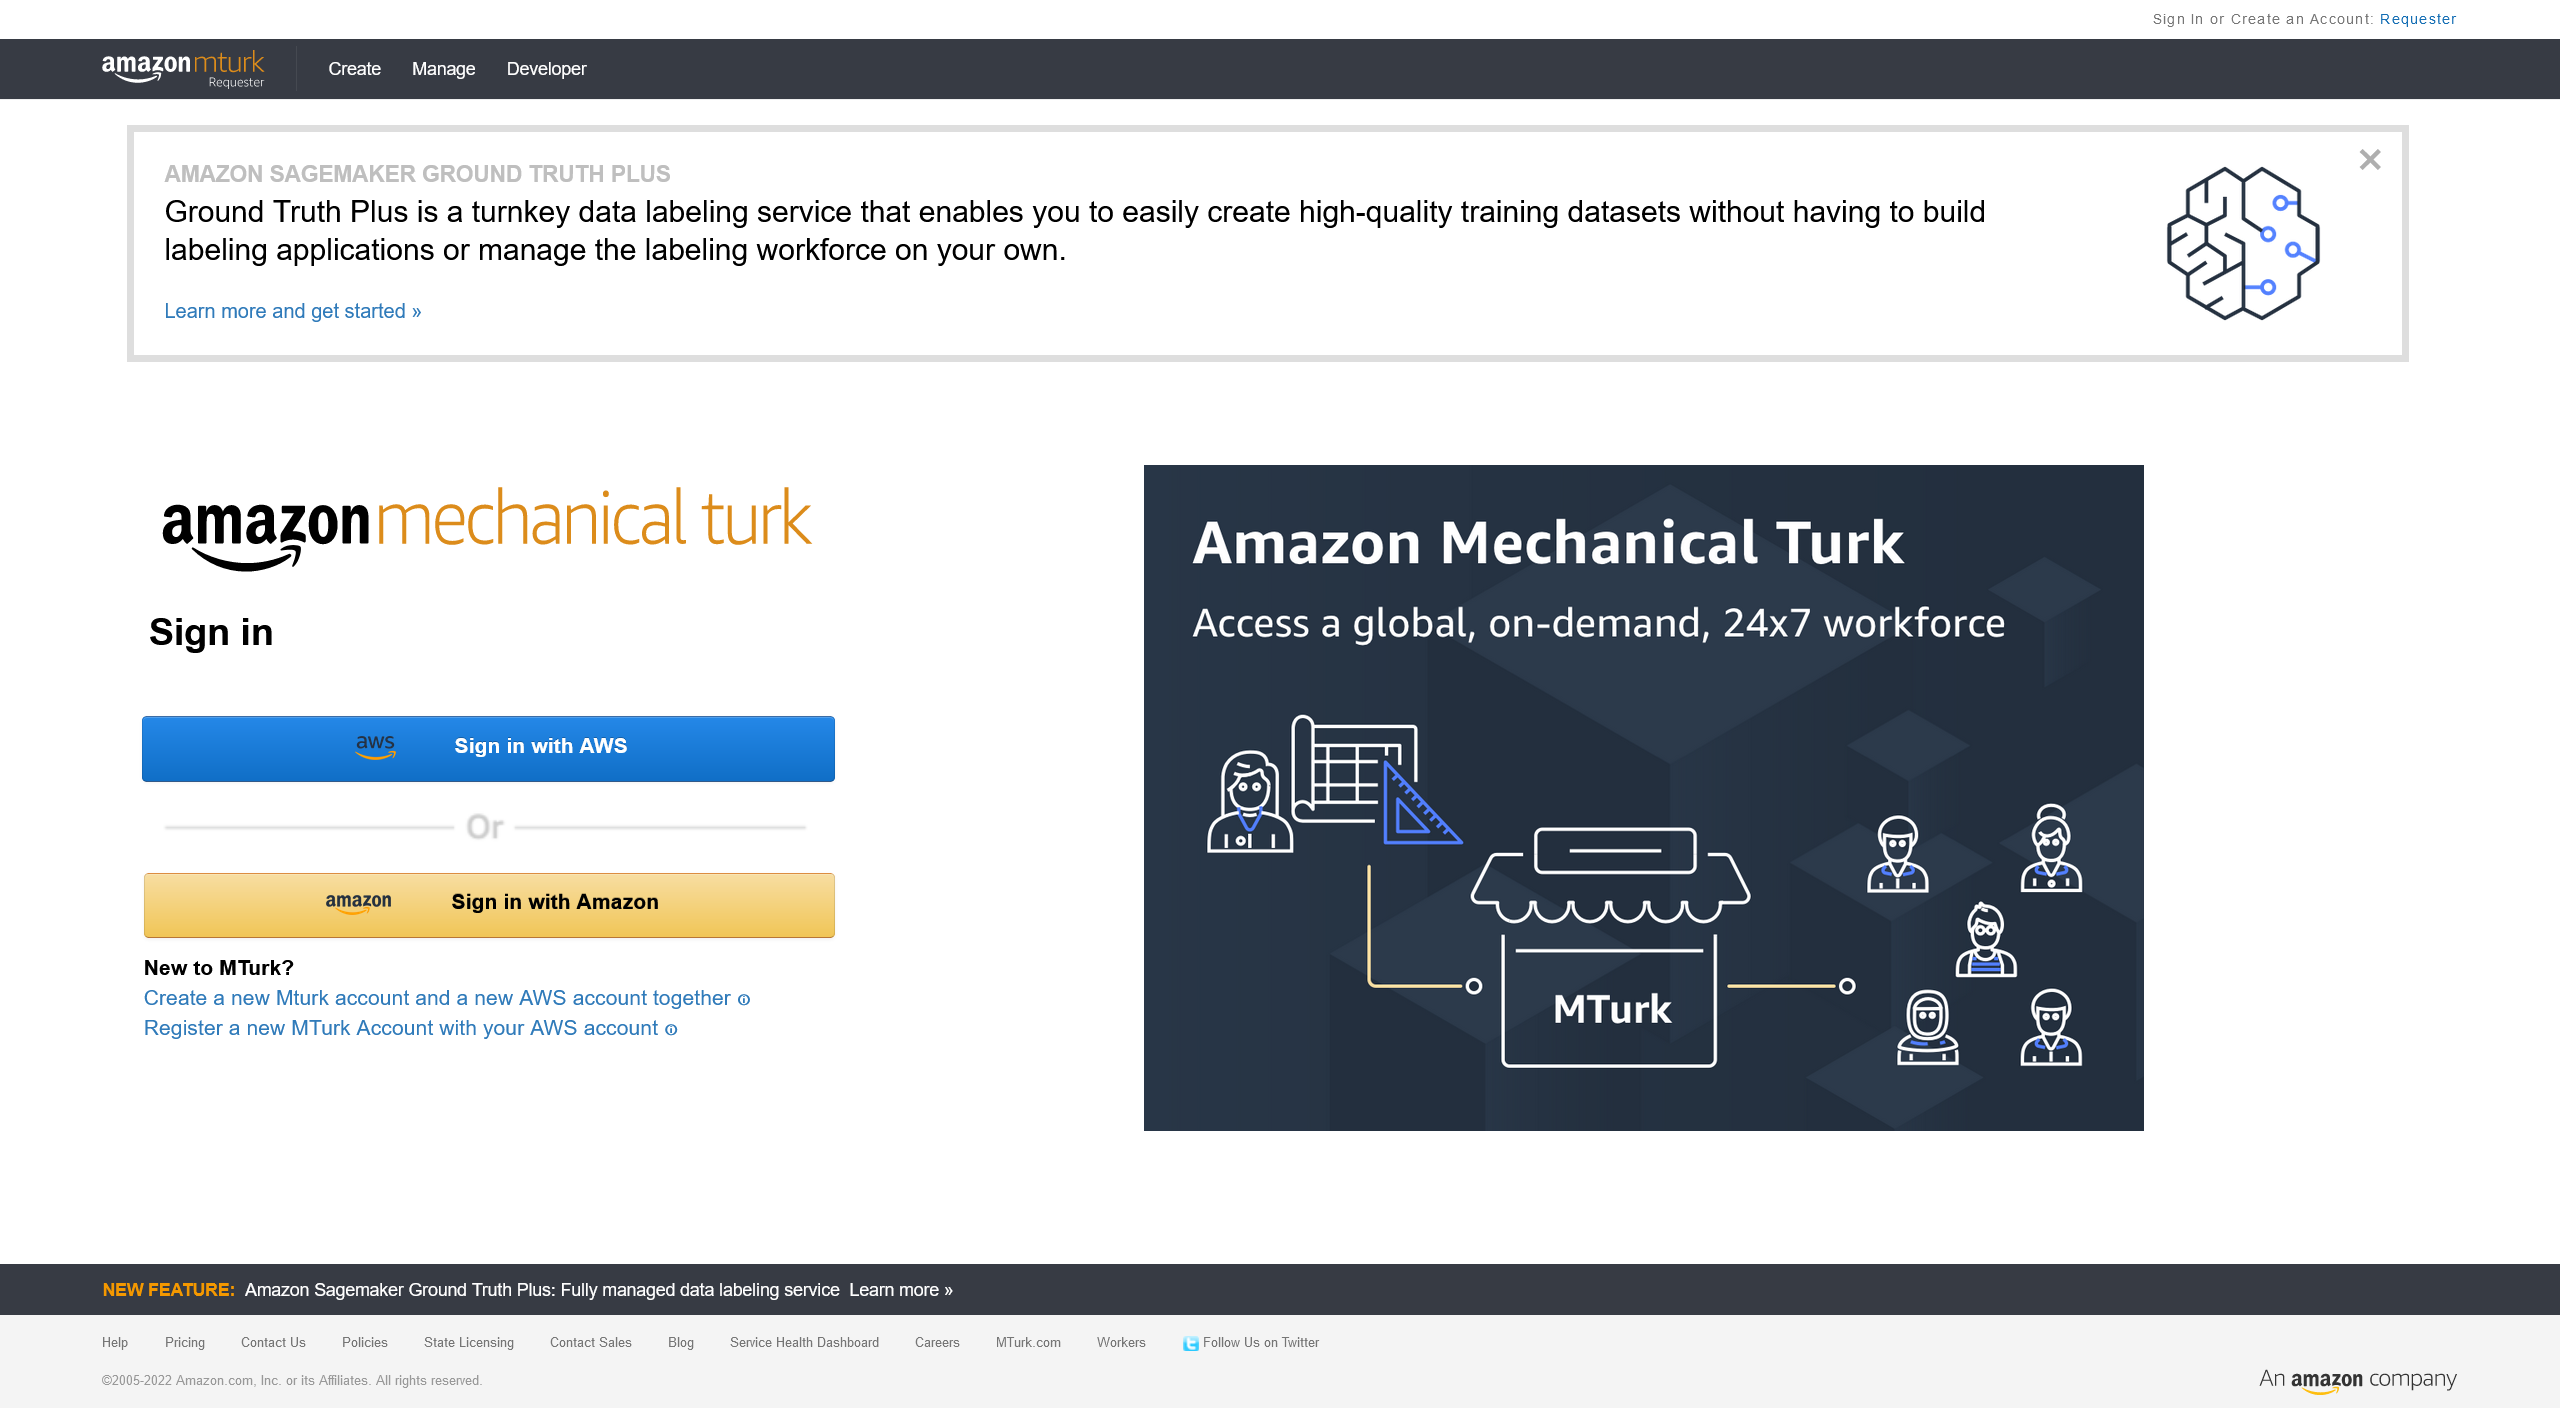 Sign In or Create an Account: Requester
amazon mturk
Requester
Create
Manage
Developer
AMAZON SAGEMAKER GROUND TRUTH PLUS
Ground Truth Plus is a turnkey data labeling service that enables you to easily create high-quality training datasets without having to build
labeling applications or manage the labeling workforce on your own.
Learn more and get started »
amazon mechanical turk
Sign in
aws Sign in with AWS
Or
amazon Sign in with Amazon
New to MTurk?
Create a new Mturk account and a new AWS account together
Register a new MTurk Account with your AWS account
Amazon Mechanical Turk
Access a global, on-demand, 24x7 workforce
MTurk
NEW FEATURE: Amazon Sagemaker Ground Truth Plus: Fully managed data labeling service Learn more »
Help
Pricing
Contact Us
Policies
State Licensing
Contact Sales
Blog
Service Health Dashboard
Careers
MTurk.com
Workers
Follow Us on Twitter
©2005-2022 Amazon.com, Inc. or its Affiliates. All rights reserved.
An amazon company